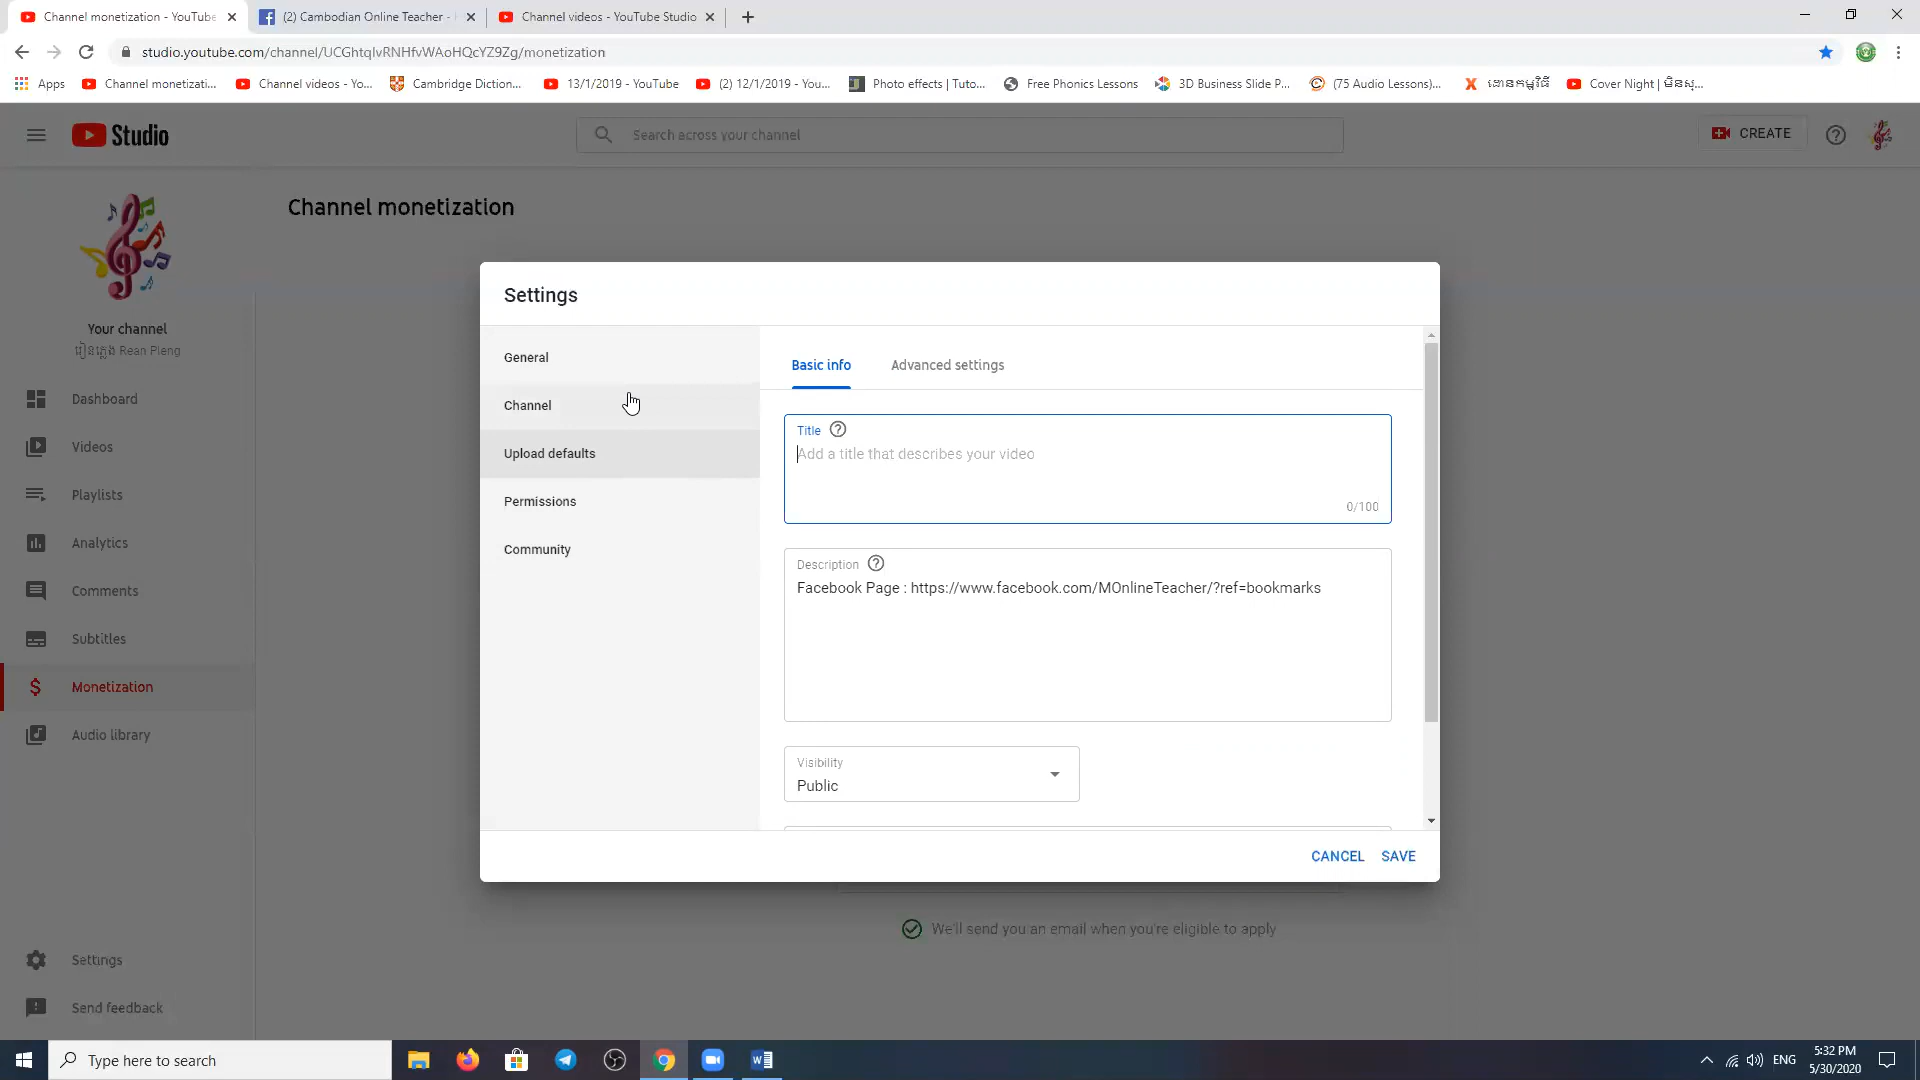 Channel monetization - YouTube
(2) Cambodian Online Teacher -
Channel videos - YouTube Studio
studio.youtube.com/channel/UCGhtqlvRNHfvWAoHQcYZ9Zg/monetization
Apps
Channel monetizati...
Channel videos - Yo...
Cambridge Diction...
13/1/2019 - YouTube
(2) 12/1/2019 - You...
Photo effects | Tuto...
Free Phonics Lessons
3D Business Slide P...
(75 Audio Lessons)...
ដោនកម្មវិធី
Cover Night | មិនសុ...
Studio
Search across your channel
CREATE
Channel monetization
Your channel
រៀនភ្លេង Rean Pleng
Dashboard
Videos
Playlists
Analytics
Comments
Subtitles
Monetization
Audio library
Settings
Send feedback
Settings
General
Channel
Upload defaults
Permissions
Community
Basic info
Advanced settings
Title
Add a title that describes your video
0/100
Description
Facebook Page : https://www.facebook.com/MOnlineTeacher/?ref=bookmarks
Visibility
Public
CANCEL
SAVE
We'll send you an email when you're eligible to apply
Type here to search
ENG
5:32 PM
5/30/2020